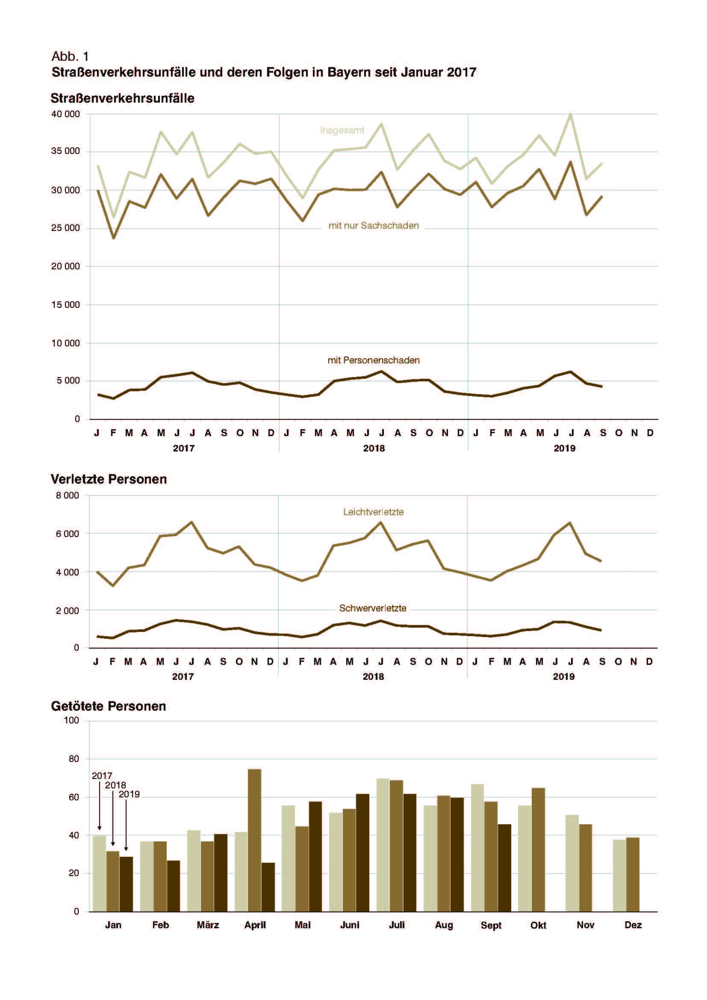 Abb. 1
Straßenverkehrsunfälle und deren Folgen in Bayern seit Januar 2017
Straßenverkehrsunfälle
40 000
Insgesamt
35 000
30 000
25 000
mit nur Sachschaden
20 000
15 000
10 000
mit Personenschaden
5 000
0
J F M A M J J A S O N D J F M A M J J A S O N D J F M A M J J A S O N D
2017 2018 2019
Verletzte Personen
8 000
Leichtverletzte
6 000
4 000
Schwerverletzte
2 000
0
J F M A M J J A S O N D J F M A M J J A S O N D J F M A M J J A S O N D
2017 2018 2019
Getötete Personen
100
80
2017
2018
2019
60
40
20
0
Jan Feb März April Mai Juni Juli Aug Sept Okt Nov Dez